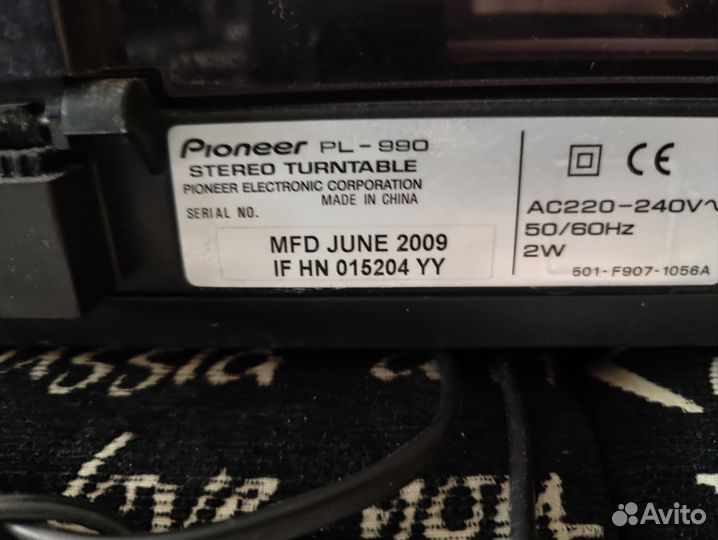 Pioneer PL-990
STEREO TURNTABLE
PIONEER ELECTRONIC CORPORATION
MADE IN CHINA
SERIAL NO.
MFD JUNE 2009
IF HN 015204 YY
CE
AC220-240V~
50/60Hz
2W
501-F907-1056A
Avito